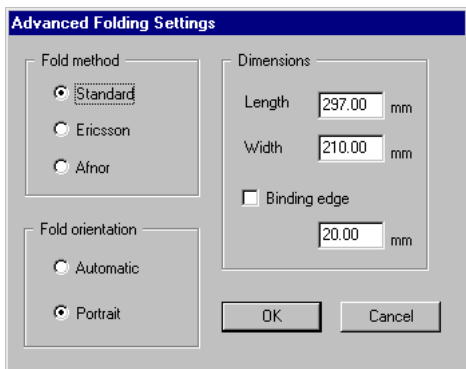 Advanced Folding Settings
Fold method
Standard
Ericsson
Afnor
Fold orientation
Automatic
Portrait
Dimensions
Length 297.00 mm
Width 210.00 mm
Binding edge
20.00 mm
OK Cancel